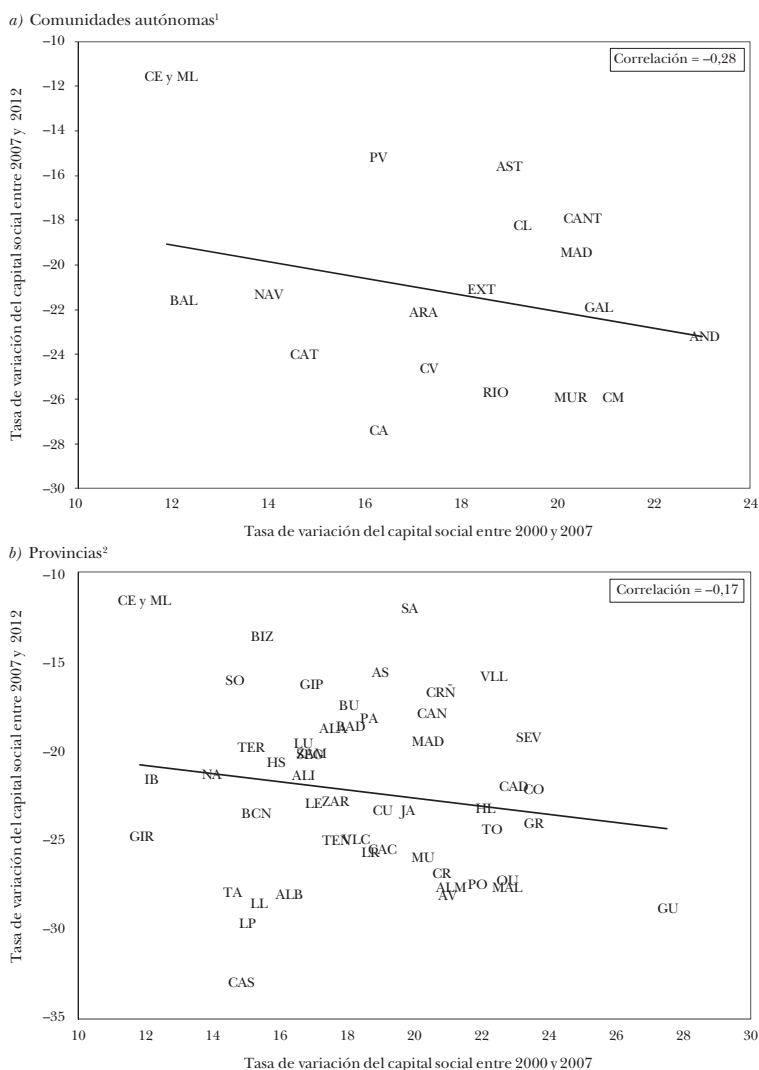 a) Comunidades autónomas¹
Tasa de variación del capital social entre 2007 y 2012
Correlación = –0,28
–10
–12
–14
–16
–18
–20
–22
–24
–26
–28
–30
CE y ML
PV
AST
CL
CANT
MAD
BAL
NAV
EXT
ARA
GAL
AND
CAT
CV
RIO
MUR
CM
CA
10 12 14 16 18 20 22 24
Tasa de variación del capital social entre 2000 y 2007
b) Provincias²
Tasa de variación del capital social entre 2007 y 2012
Correlación = –0,17
–10
–15
–20
–25
–30
–35
CE y ML
SA
BIZ
AS
SO
GIP
VLL
CRÑ
BU
CAN
PA
ALA
BAD
MAD
SEV
TER
LU
HS
NA
IB
ALI
CAD
CO
LE
ZAR
BCN
CU
JA
HL
GR
TO
GIR
TEN
VLC
LR
CAC
MU
CR
ALM
AV
PO
OU
MAL
TA
ALB
LL
LP
GU
CAS
10 12 14 16 18 20 22 24 26 28 30
Tasa de variación del capital social entre 2000 y 2007